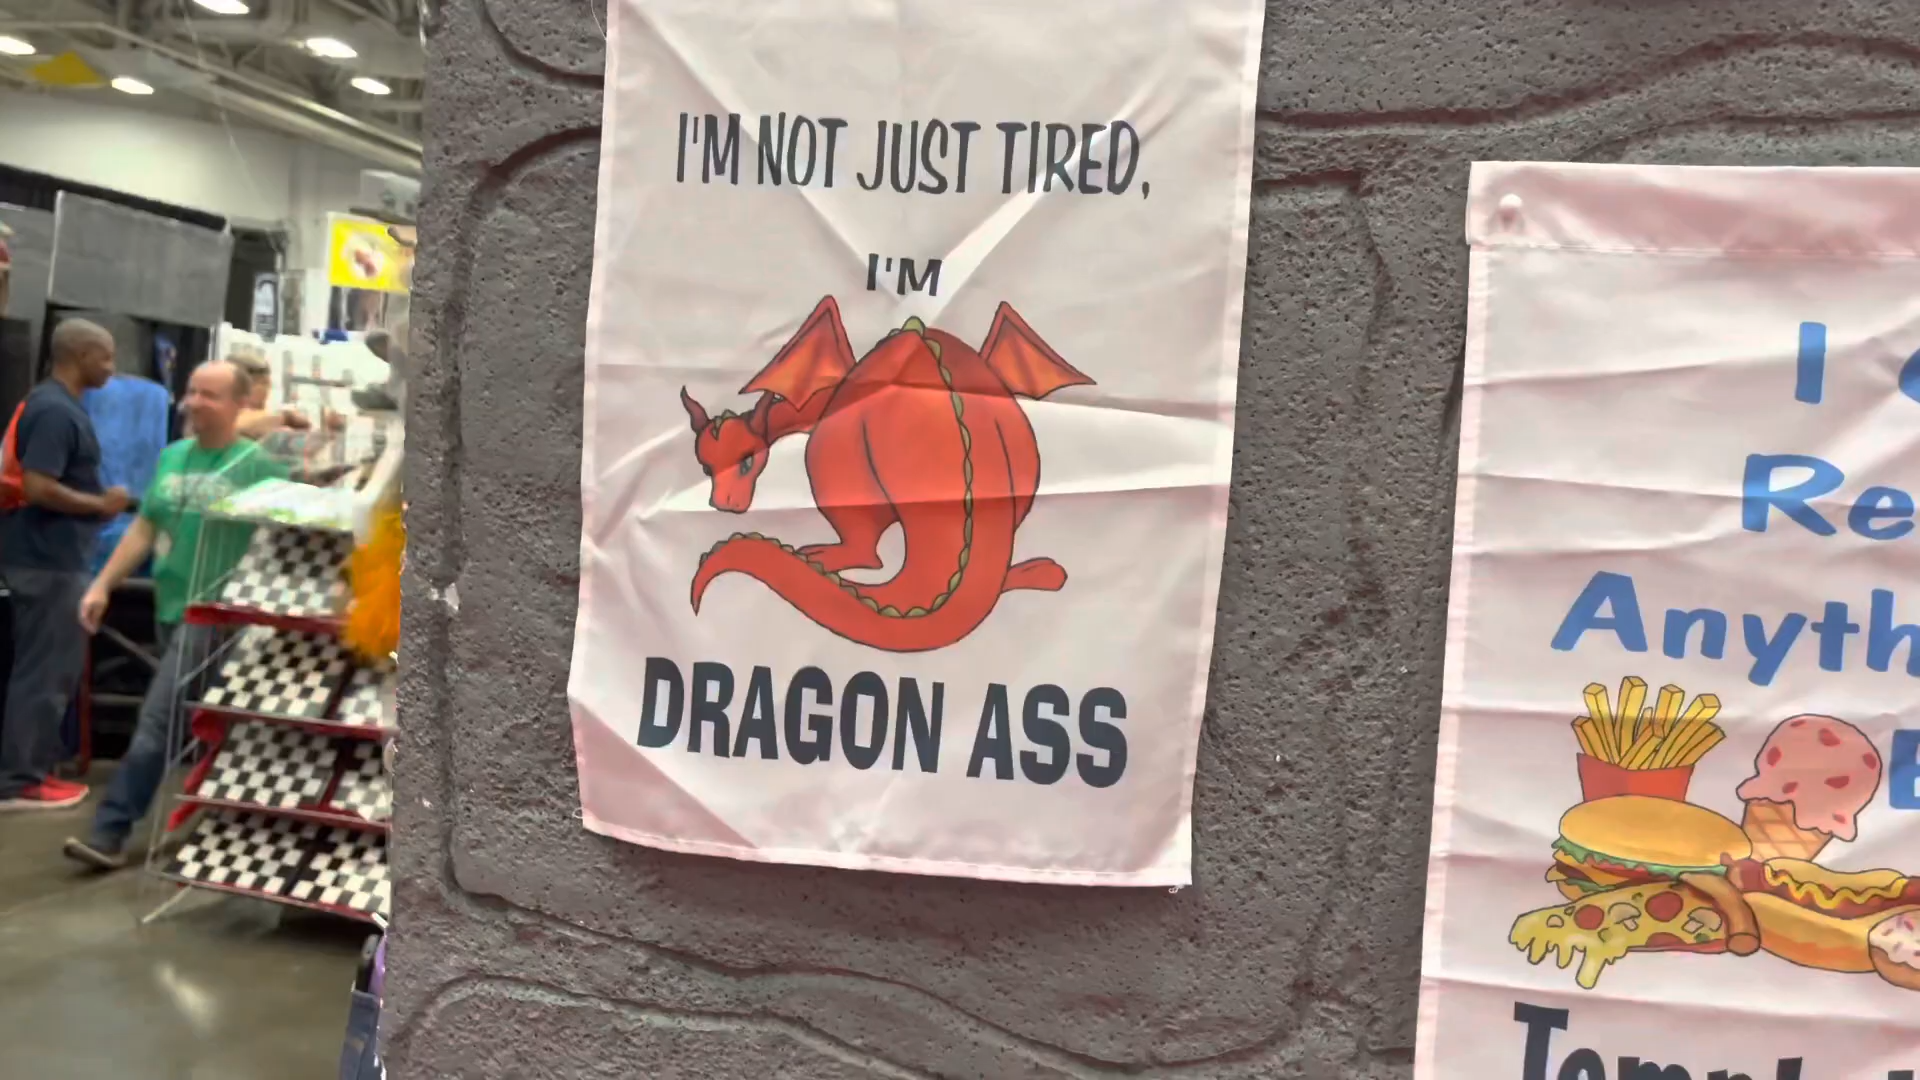 I'M NOT JUST TIRED,
I'M
DRAGON ASS
I
Re
Anyth